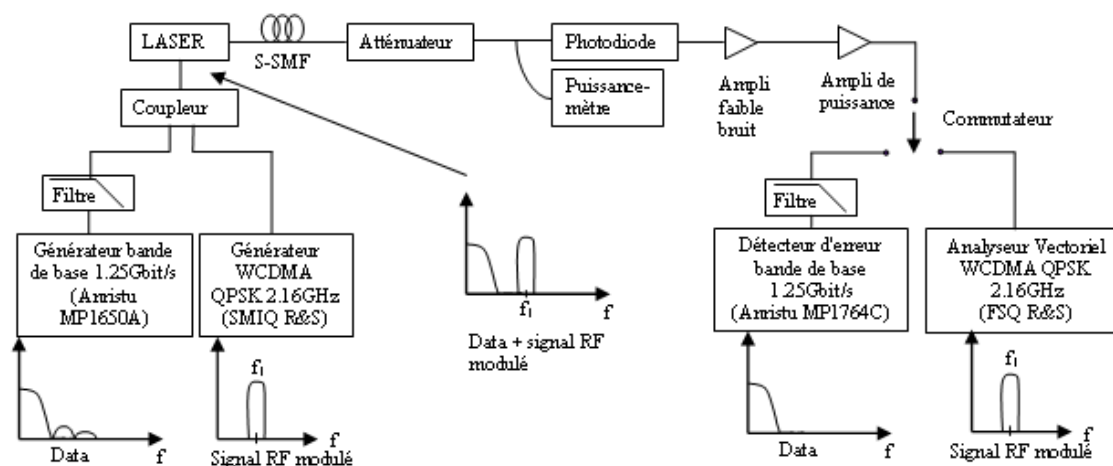 LASER
S-SMF
Atténuateur
Photodiode
Puissance-
mètre
Ampli
faible
bruit
Ampli de
puissance
Commutateur
Coupleur
Filtre
Filtre
Générateur bande
de base 1.25Gbit/s
(Anristu
MP1650A)
Générateur
WCDMA
QPSK 2.16GHz
(SMIQ R&S)
f1
f
Data + signal RF
modulé
Détecteur d'erreur
bande de base
1.25Gbit/s
(Anristu MP1764C)
Analyseur Vectoriel
WCDMA QPSK
2.16GHz
(FSQ R&S)
Data
f
f1
f
Signal RF modulé
Data
f
f1
f
Signal RF modulé